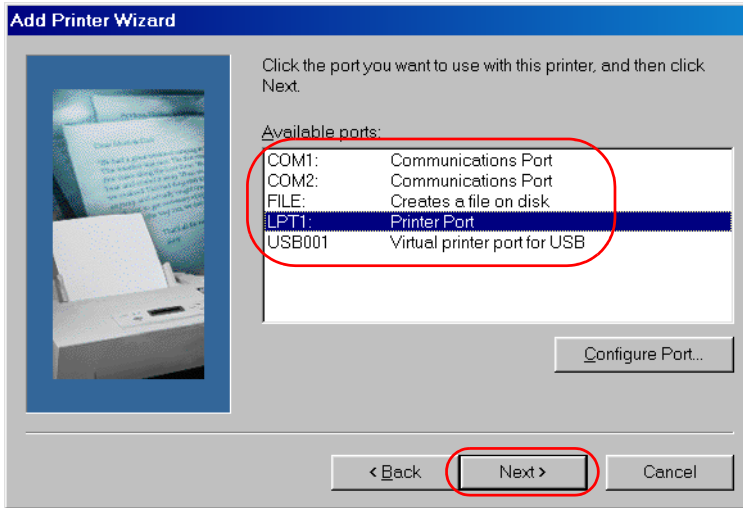 Add Printer Wizard
Click the port you want to use with this printer, and then click
Next.
Available ports:
COM1: Communications Port
COM2: Communications Port
FILE: Creates a file on disk
LPT1: Printer Port
USB001 Virtual printer port for USB
Configure Port...
< Back Next > Cancel